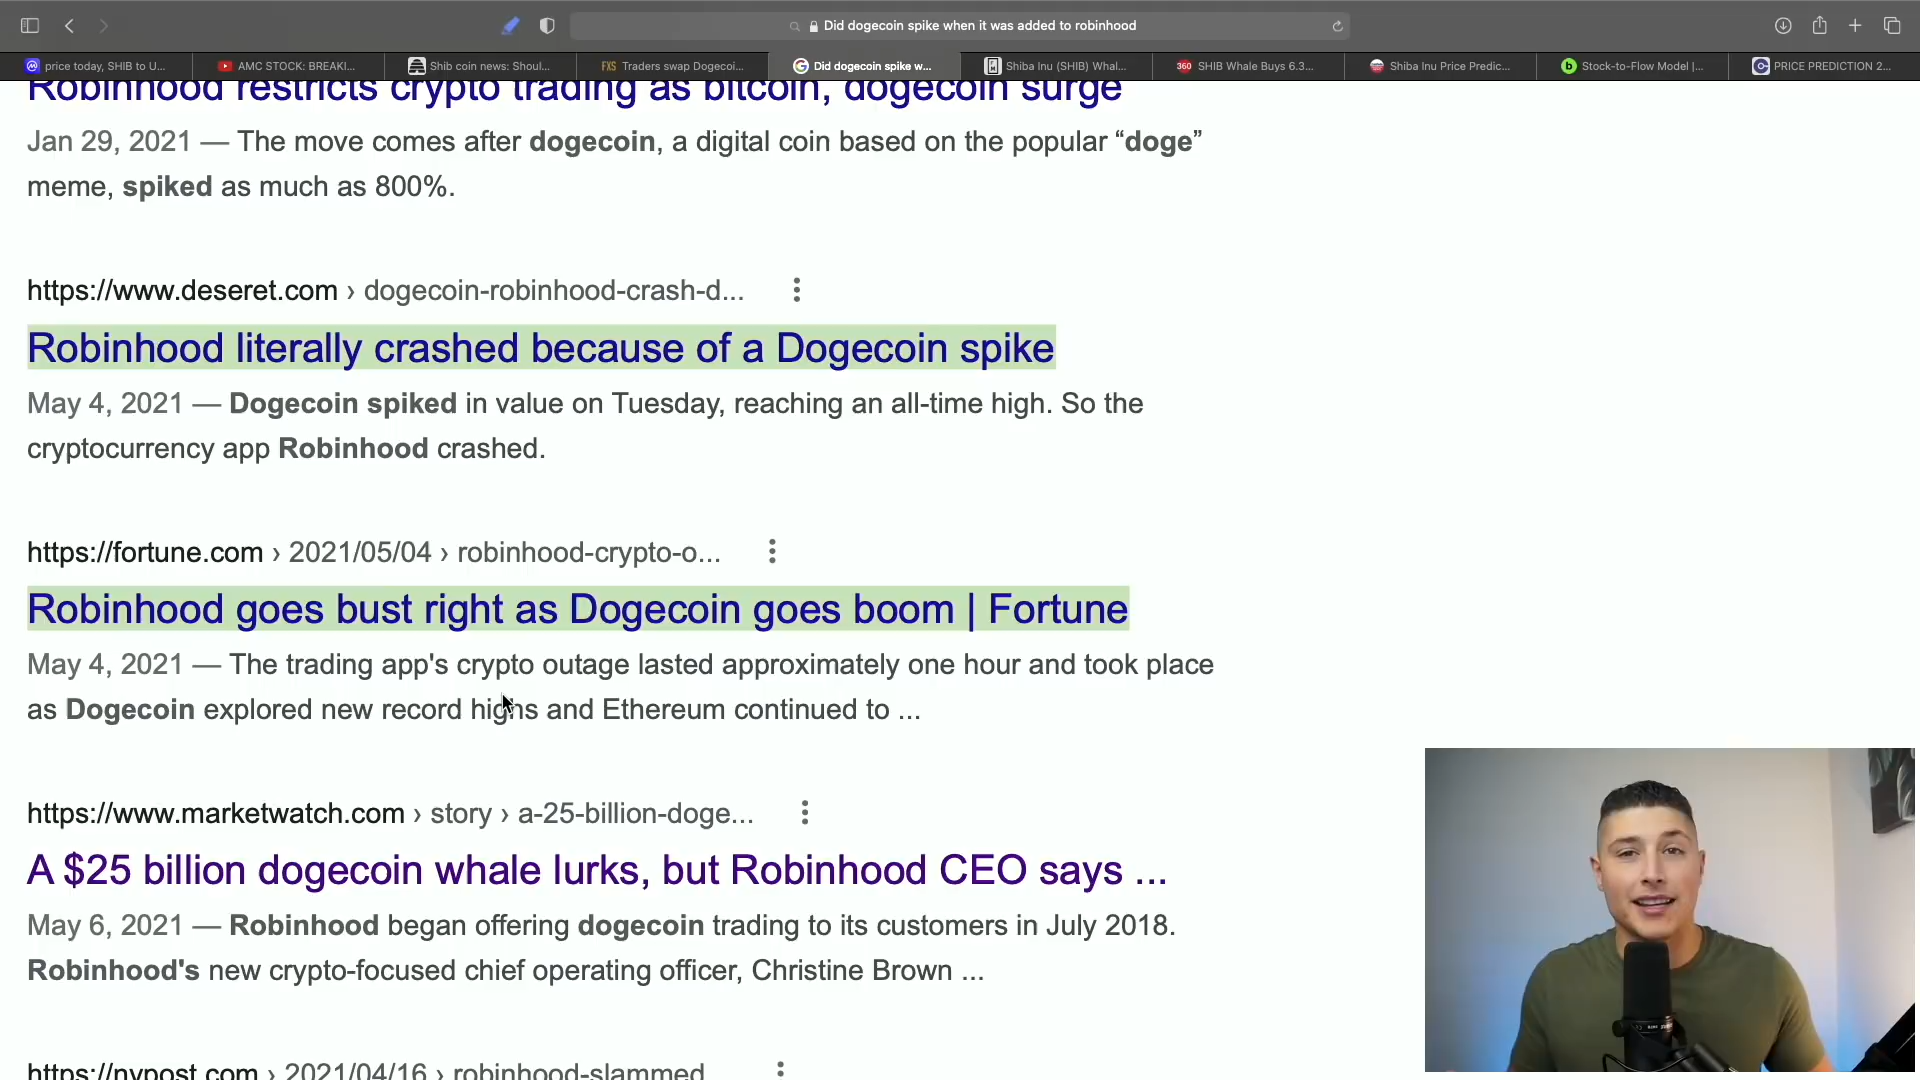 Did dogecoin spike when it was added to robinhood
price today, SHIB to U...
AMC STOCK: BREAKI...
Shib coin news: Shoul...
FXS Traders swap Dogecoi...
Did dogecoin spike w...
Shiba Inu (SHIB) Whal...
360 SHIB Whale Buys 6.3...
Shiba Inu Price Predic...
Stock-to-Flow Model |...
PRICE PREDICTION 2...
Robinhood restricts crypto trading as bitcoin, dogecoin surge
Jan 29, 2021 — The move comes after dogecoin, a digital coin based on the popular “doge”
meme, spiked as much as 800%.
https://www.deseret.com › dogecoin-robinhood-crash-d...
Robinhood literally crashed because of a Dogecoin spike
May 4, 2021 — Dogecoin spiked in value on Tuesday, reaching an all-time high. So the
cryptocurrency app Robinhood crashed.
https://fortune.com › 2021/05/04 › robinhood-crypto-o...
Robinhood goes bust right as Dogecoin goes boom | Fortune
May 4, 2021 — The trading app's crypto outage lasted approximately one hour and took place
as Dogecoin explored new record highs and Ethereum continued to ...
https://www.marketwatch.com › story › a-25-billion-doge...
A $25 billion dogecoin whale lurks, but Robinhood CEO says ...
May 6, 2021 — Robinhood began offering dogecoin trading to its customers in July 2018.
Robinhood's new crypto-focused chief operating officer, Christine Brown ...
https://nypost.com › 2021/04/16 › robinhood-slammed